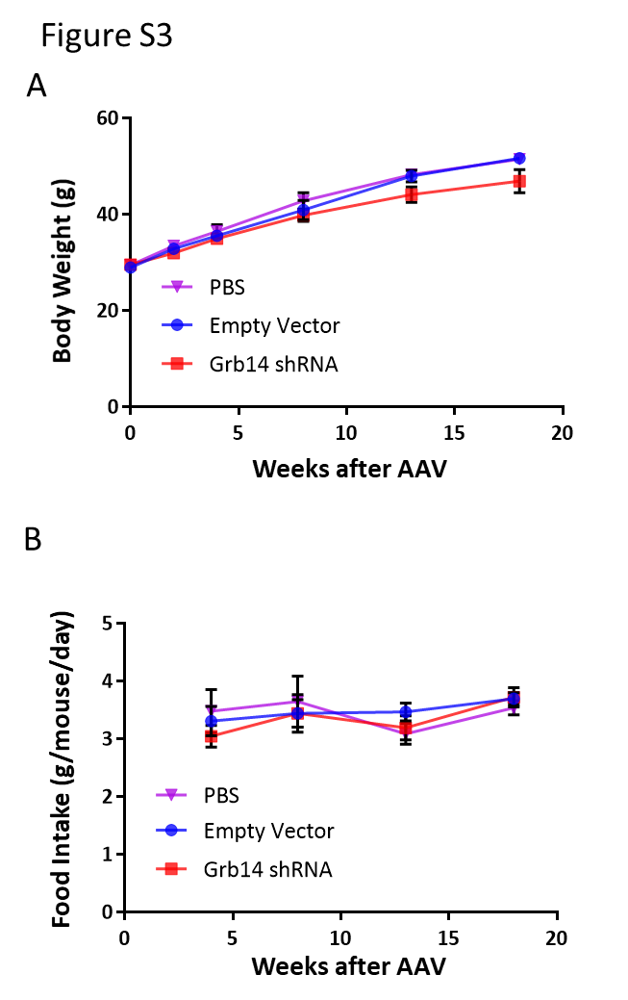 Figure S3
A
60
40
20
0
Body Weight (g)
PBS
Empty Vector
Grb14 shRNA
0 5 10 15 20
Weeks after AAV
B
5
4
3
2
1
0
Food Intake (g/mouse/day)
PBS
Empty Vector
Grb14 shRNA
0 5 10 15 20
Weeks after AAV